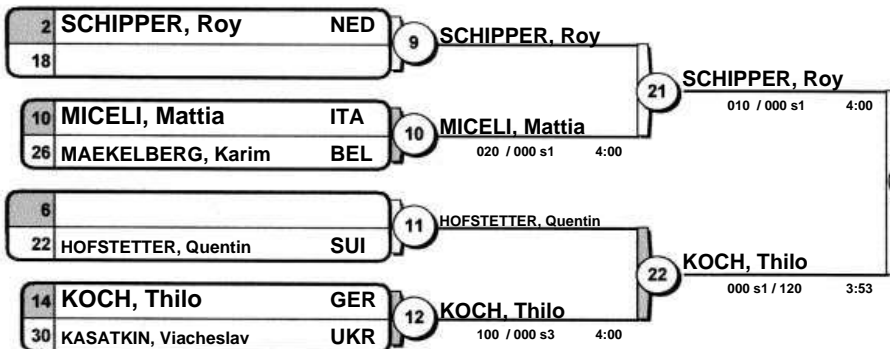 2 SCHIPPER, Roy NED
18
9 SCHIPPER, Roy
10 MICELI, Mattia ITA
26 MAEKELBERG, Karim BEL
10 MICELI, Mattia
020 / 000 s1 4:00
21 SCHIPPER, Roy
010 / 000 s1 4:00
6
22 HOFSTETTER, Quentin SUI
11 HOFSTETTER, Quentin
14 KOCH, Thilo GER
30 KASATKIN, Viacheslav UKR
12 KOCH, Thilo
100 / 000 s3 4:00
22 KOCH, Thilo
000 s1 / 120 3:53